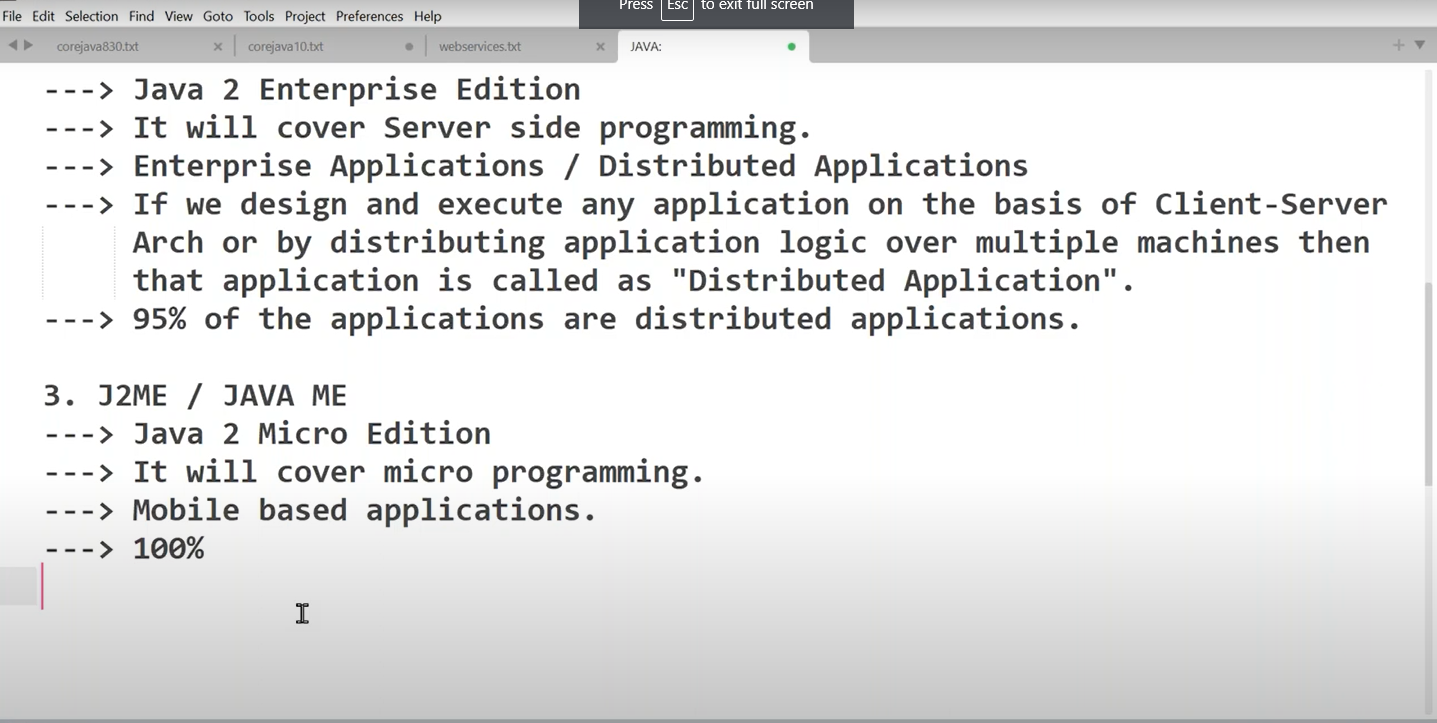 Press Esc to exit full screen
File Edit Selection Find View Goto Tools Project Preferences Help
corejava830.txt corejava10.txt webservices.txt JAVA:
---> Java 2 Enterprise Edition
---> It will cover Server side programming.
---> Enterprise Applications / Distributed Applications
---> If we design and execute any application on the basis of Client-Server
Arch or by distributing application logic over multiple machines then
that application is called as "Distributed Application".
---> 95% of the applications are distributed applications.
3. J2ME / JAVA ME
---> Java 2 Micro Edition
---> It will cover micro programming.
---> Mobile based applications.
---> 100%